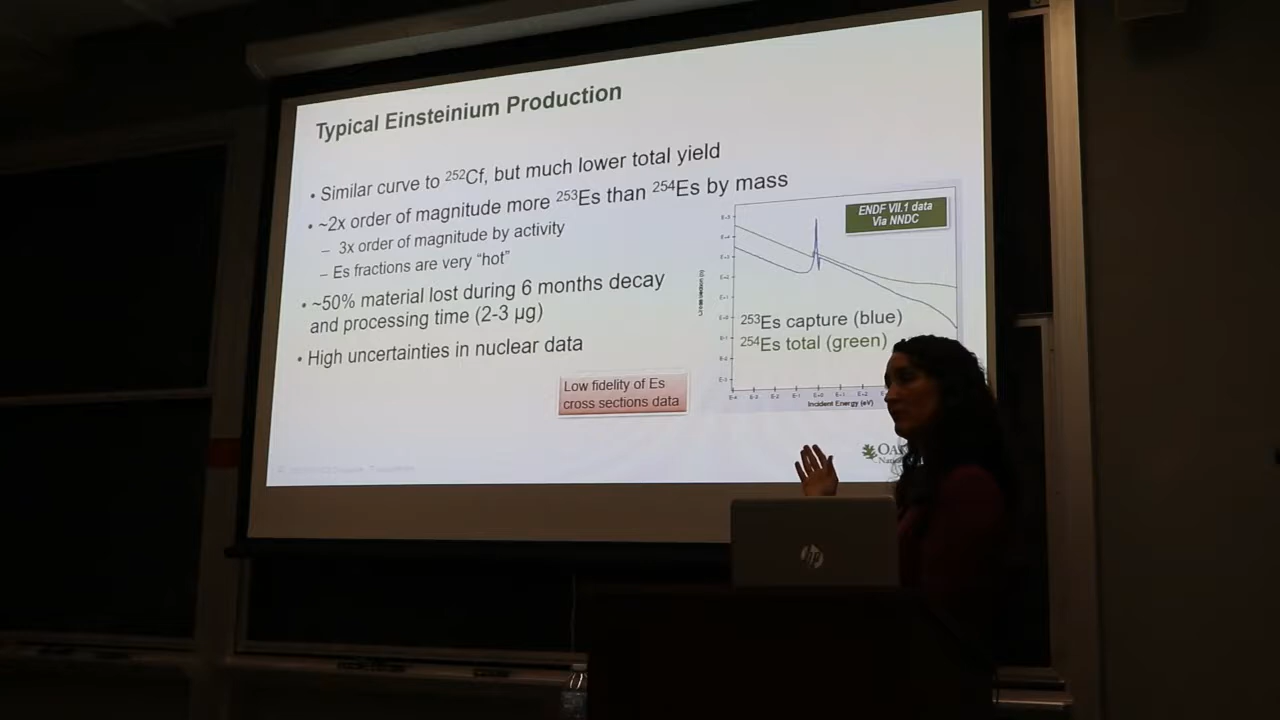 Typical Einsteinium Production
• Similar curve to ²⁵²Cf, but much lower total yield
• ~2x order of magnitude more ²⁵³Es than ²⁵⁴Es by mass
– 3x order of magnitude by activity
– Es fractions are very "hot"
• ~50% material lost during 6 months decay
and processing time (2-3 µg)
• High uncertainties in nuclear data
Low fidelity of Es
cross sections data
ENDF VII.1 data
Via NNDC
²⁵³Es capture (blue)
²⁵⁴Es total (green)
Incident Energy (eV)
hp